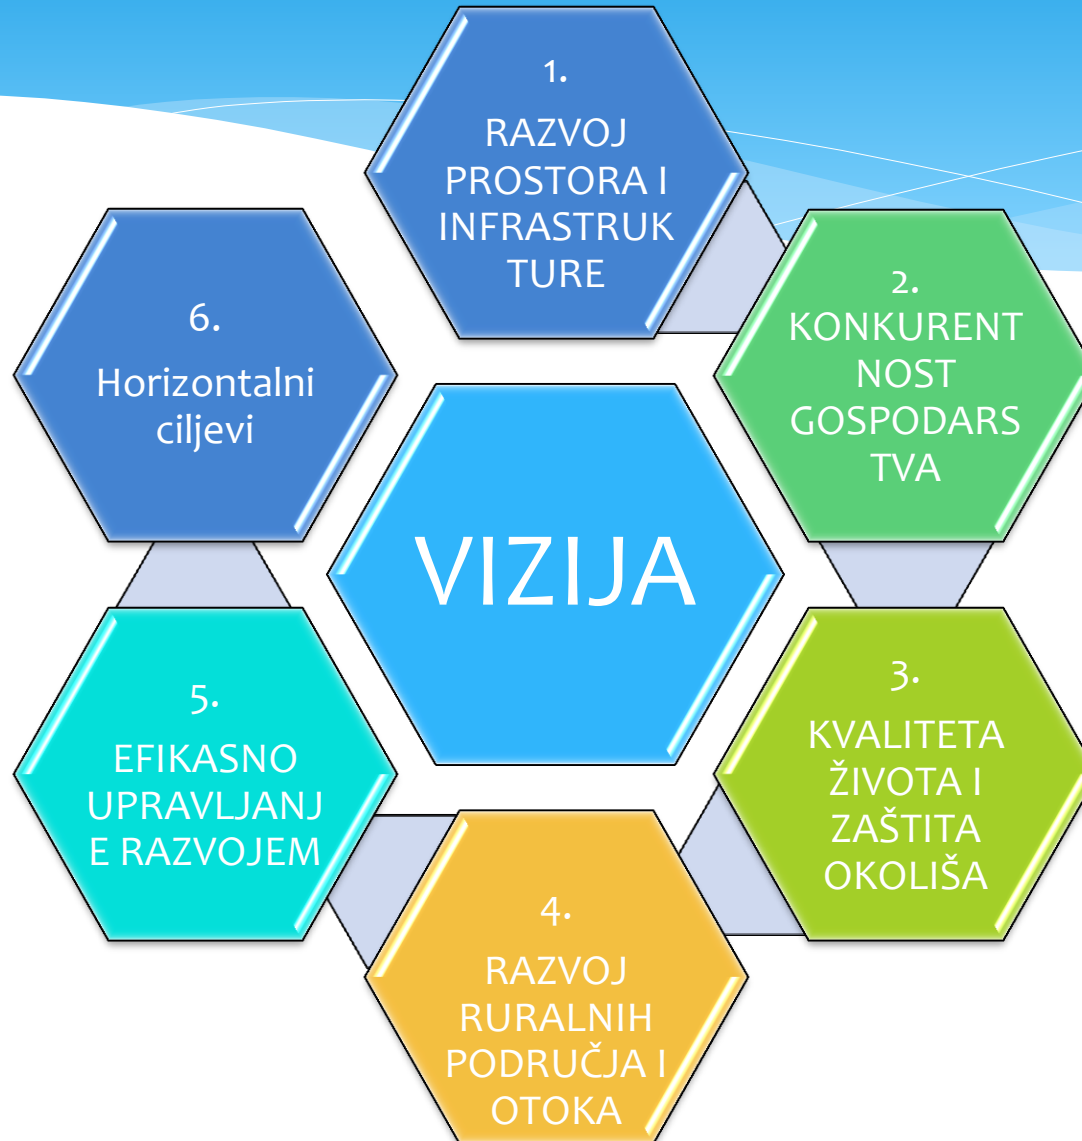 1.
RAZVOJ
PROSTORA I
INFRASTRUK
TURE
2.
KONKURENT
NOST
GOSPODARS
TVA
3.
KVALITETA
ŽIVOTA I
ZAŠTITA
OKOLIŠA
4.
RAZVOJ
RURALNIH
PODRUČJA I
OTOKA
5.
EFIKASNO
UPRAVLJANJ
E RAZVOJEM
6.
Horizontalni
ciljevi
VIZIJA